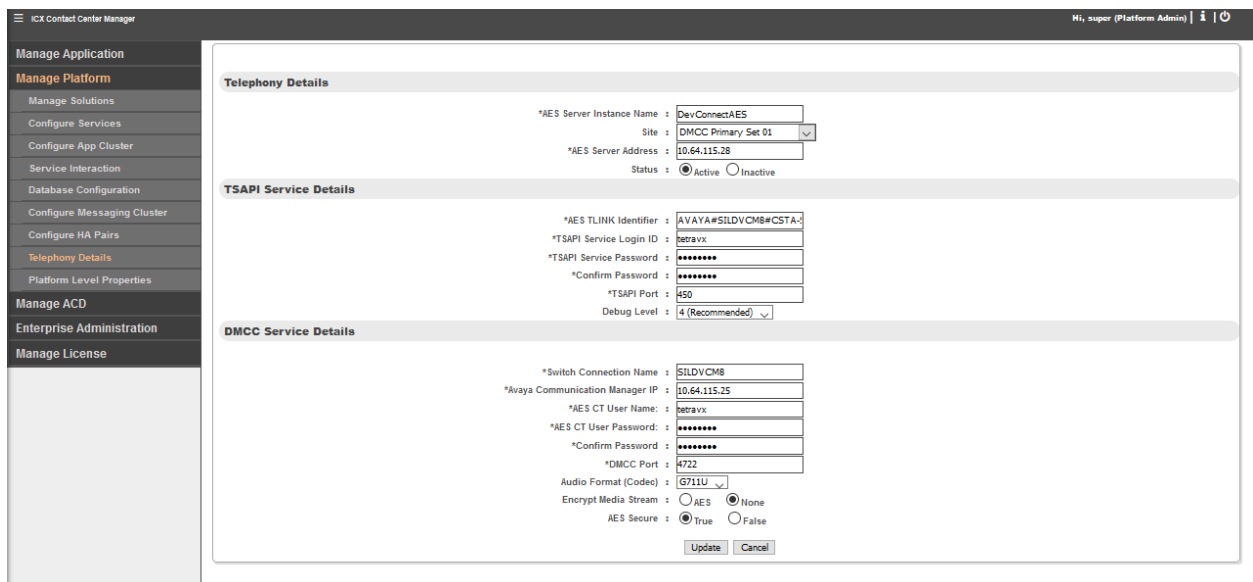 ☰ ICX Contact Center Manager
Hi, super (Platform Admin) | i | ⏻
Manage Application
Manage Platform
Manage Solutions
Configure Services
Configure App Cluster
Service Interaction
Database Configuration
Configure Messaging Cluster
Configure HA Pairs
Telephony Details
Platform Level Properties
Manage ACD
Enterprise Administration
Manage License
Telephony Details
*AES Server Instance Name : DevConnectAES
Site : DMCC Primary Set 01
*AES Server Address : 10.64.115.28
Status : Active Inactive
TSAPI Service Details
*AES TLINK Identifier : AVAYA#SILDVCM8#CSTA-S
*TSAPI Service Login ID : tetravx
*TSAPI Service Password : ••••••••
*Confirm Password : ••••••••
*TSAPI Port : 450
Debug Level : 4 (Recommended)
DMCC Service Details
*Switch Connection Name : SILDVCM8
*Avaya Communication Manager IP : 10.64.115.25
*AES CT User Name: : tetravx
*AES CT User Password: : ••••••••
*Confirm Password : ••••••••
*DMCC Port : 4722
Audio Format (Codec) : G711U
Encrypt Media Stream : AES None
AES Secure : True False
Update Cancel